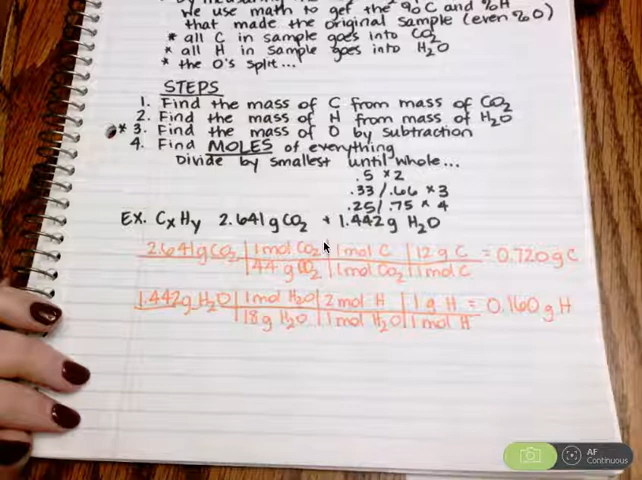 we use math to get the %C and %H
that made the original sample (even %O)
* all C in sample goes into CO2
* all H in sample goes into H2O
* the O's split...
STEPS
1. Find the mass of C from mass of CO2
2. Find the mass of H from mass of H2O
* 3. Find the mass of O by subtraction
4. Find MOLES of everything
Divide by smallest until whole...
.5 × 2
.33/.66 × 3
.25/.75 × 4
EX. CxHy 2.641g CO2 + 1.442g H2O
2.641g CO2 | 1 mol CO2 | 1 mol C | 12 g C = 0.720 g C
44 g CO2 | 1 mol CO2 | 1 mol C
1.442g H2O | 1 mol H2O | 2 mol H | 1 g H = 0.160 g H
18 g H2O | 1 mol H2O | 1 mol H
AF
Continuous